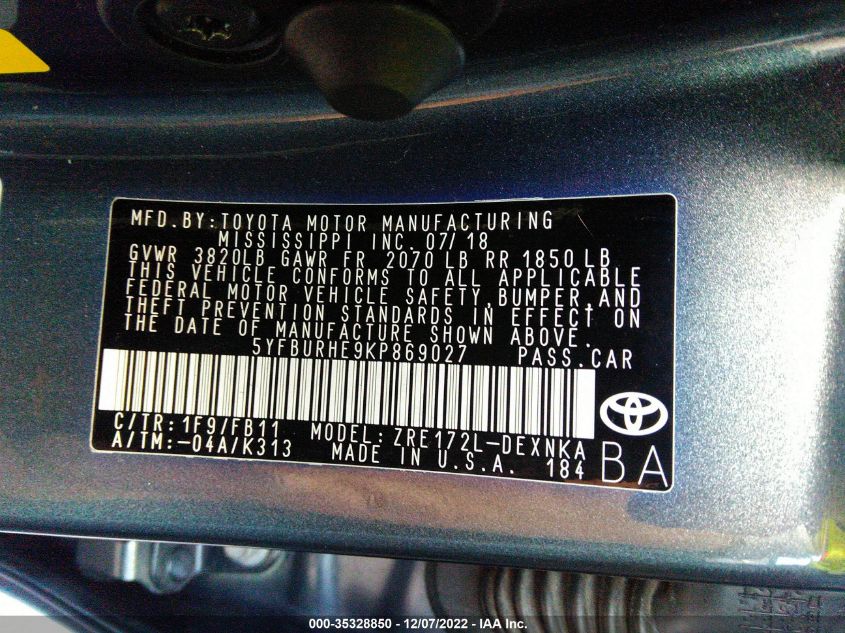 MFD.BY:TOYOTA MOTOR MANUFACTURING
MISSISSIPPI INC. 07/18
GVWR 3820LB GAWR FR 2070 LB RR 1850 LB
THIS VEHICLE CONFORMS TO ALL APPLICABLE
FEDERAL MOTOR VEHICLE SAFETY,BUMPER,AND
THEFT PREVENTION STANDARDS IN EFFECT ON
THE DATE OF MANUFACTURE SHOWN ABOVE.
5YFBURHE9KP869027 PASS.CAR
C/TR:1F9/FB11 MODEL:ZRE172L-DEXNKA
A/TM:-04A/K313 MADE IN U.S.A. 184
BA
000-35328850 - 12/07/2022 - IAA Inc.